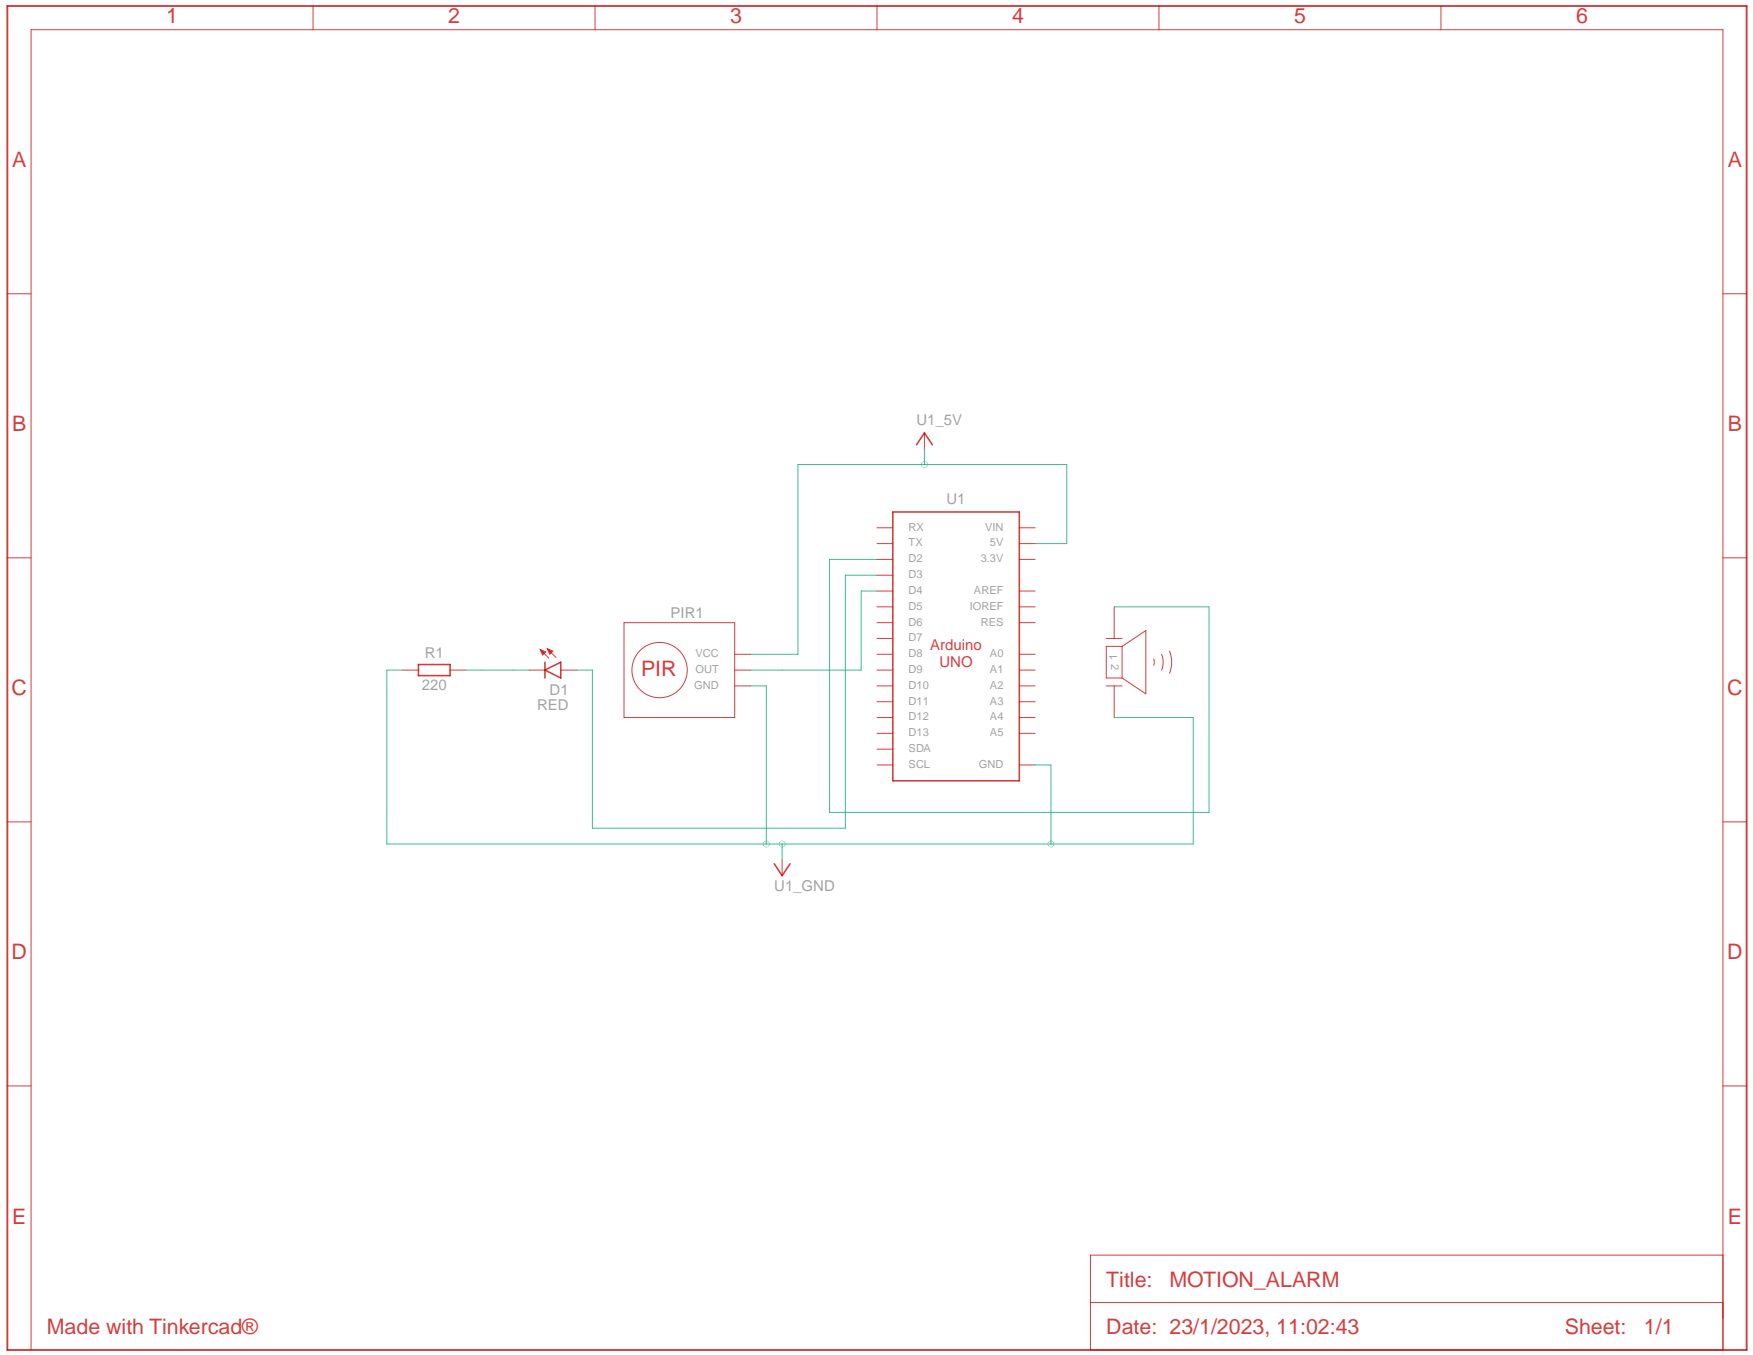 1 2 3 4 5 6
A A
B B
U1_5V
U1
RX VIN
TX 5V
D2 3.3V
D3
D4 AREF
D5 IOREF
D6 RES
D7
D8 A0
D9 A1
D10 A2
D11 A3
D12 A4
D13 A5
SDA
SCL GND
Arduino
UNO
PIR1
PIR
VCC
OUT
GND
R1
220
D1
RED
1 2
C C
U1_GND
D D
E E
Title: MOTION_ALARM
Made with Tinkercad®
Date: 23/1/2023, 11:02:43 Sheet: 1/1